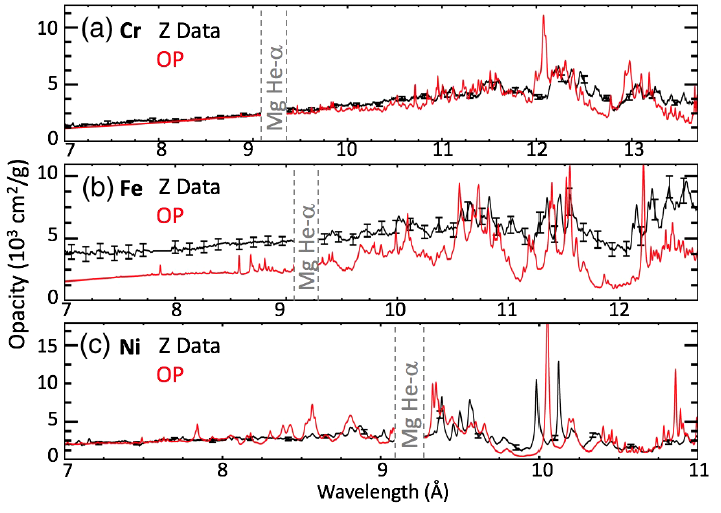 (a) Cr Z Data
OP
Mg He-α
10
5
0
7 8 9 10 11 12 13
(b) Fe Z Data
OP
Mg He-α
10
5
0
7 8 9 10 11 12
(c) Ni Z Data
OP
Mg He-α
15
10
5
0
7 8 9 10 11
Opacity (10³ cm²/g)
Wavelength (Å)